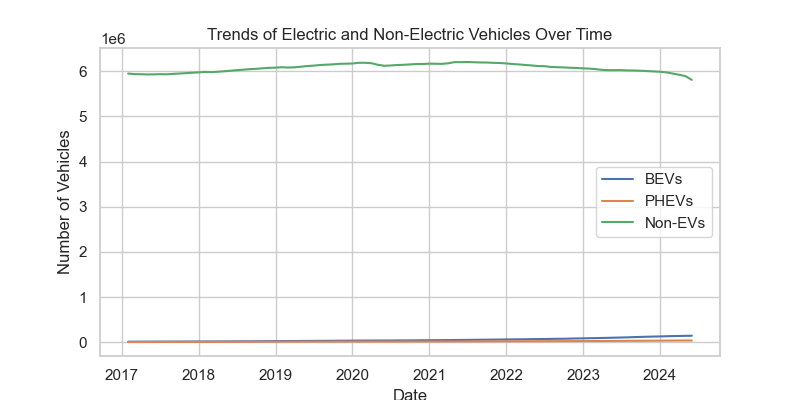 Trends of Electric and Non-Electric Vehicles Over Time
1e6
6
5
4
3
2
1
0
Number of Vehicles
BEVs
PHEVs
Non-EVs
2017 2018 2019 2020 2021 2022 2023 2024
Date